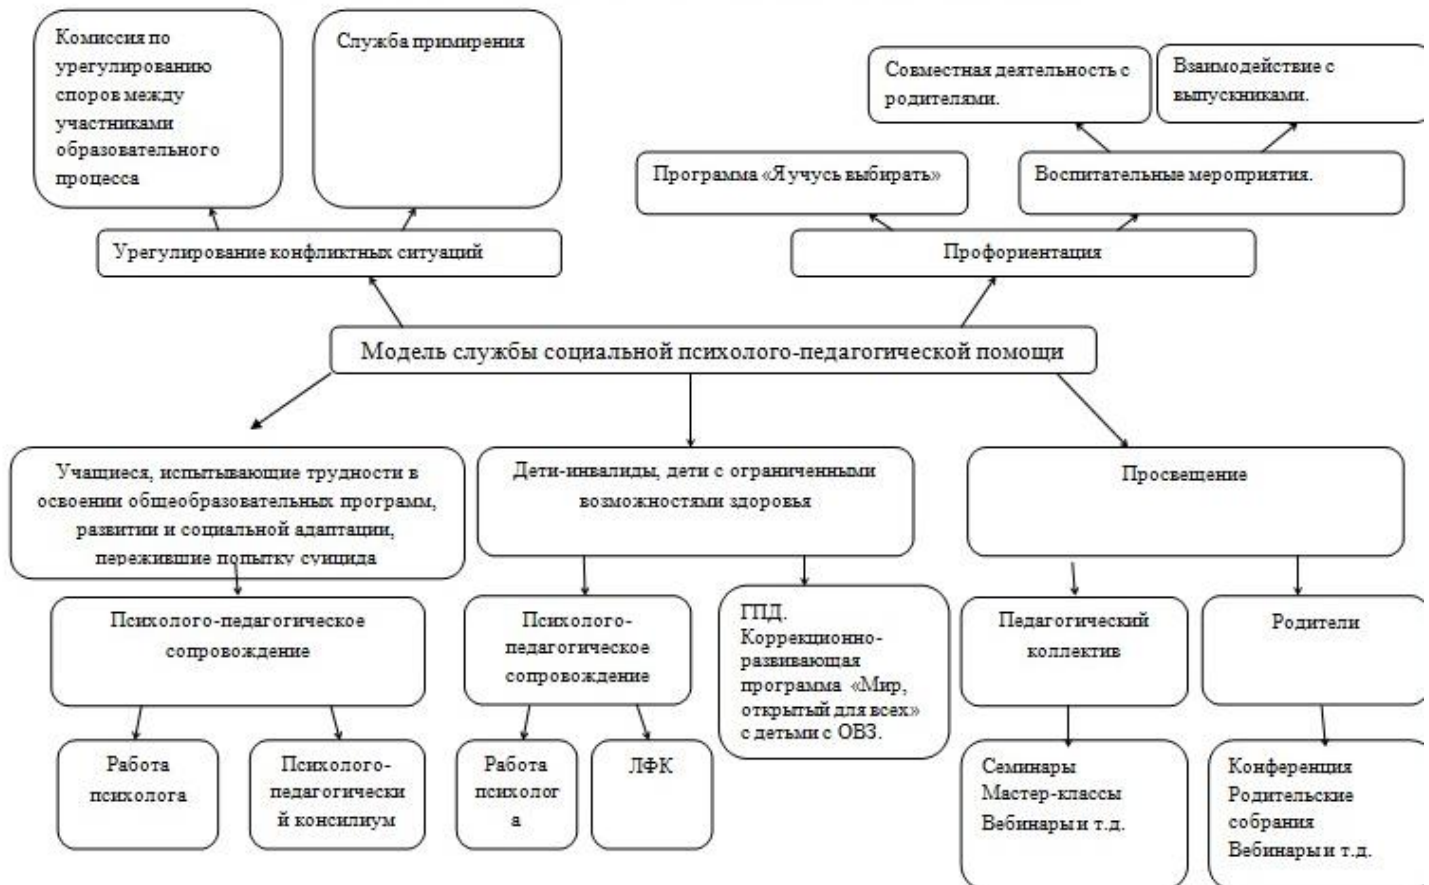 Комиссия по
урегулированию
споров между
участниками
образовательного
процесса
Служба примирения
Совместная деятельность с
родителями.
Взаимодействие с
выпускниками.
Программа «Я учусь выбирать»
Воспитательные мероприятия.
Урегулирование конфликтных ситуаций
Профориентация
Модель службы социальной психолого-педагогической помощи
Учащиеся, испытывающие трудности в
освоении общеобразовательных программ,
развитии и социальной адаптации,
пережившие попытку суицида
Дети-инвалиды, дети с ограниченными
возможностями здоровья
Просвещение
Психолого-педагогическое
сопровождение
Психолого-
педагогическое
сопровождение
ГПД.
Коррекционно-
развивающая
программа «Мир,
открытый для всех»
с детьми с ОВЗ.
Педагогический
коллектив
Родители
Работа
психолога
Психолого-
педагогически
й консилиум
Работа
психолог
а
ЛФК
Семинары
Мастер-классы
Вебинары и т.д.
Конференция
Родительские
собрания
Вебинары и т.д.